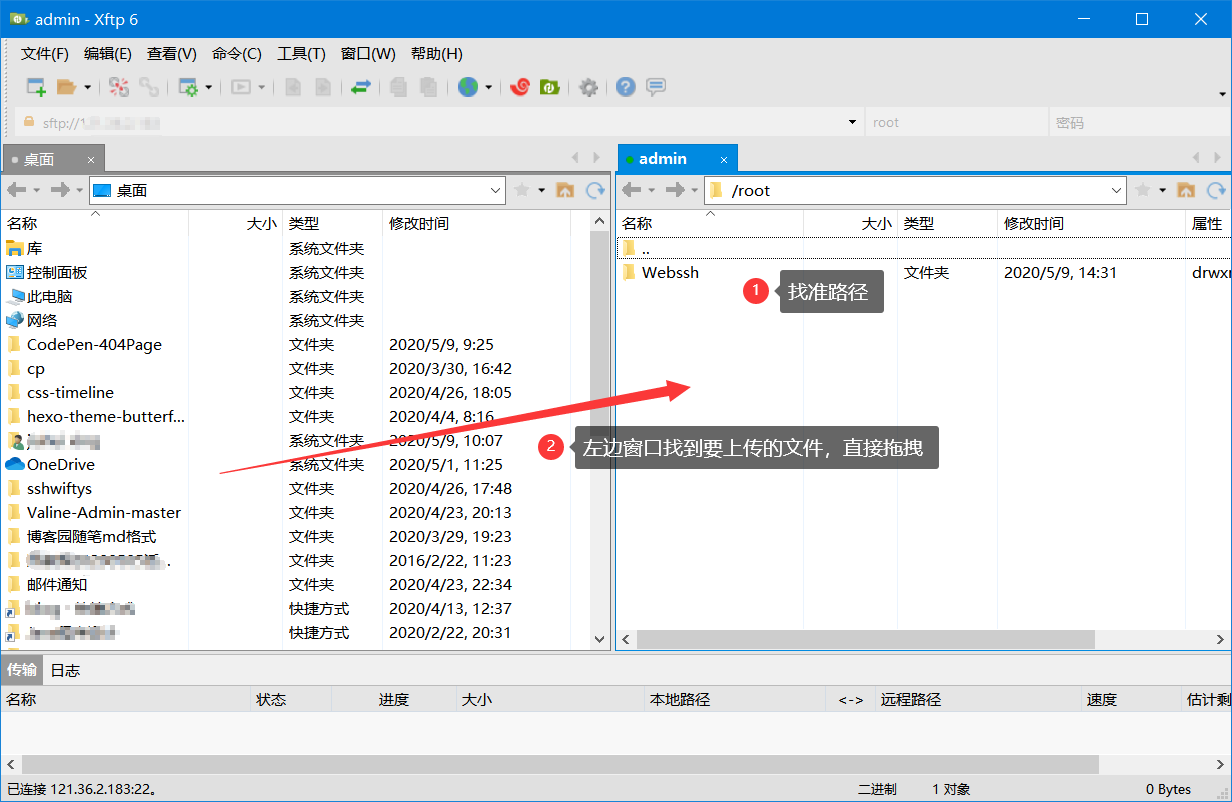 admin - Xftp 6
文件(F) 编辑(E) 查看(V) 命令(C) 工具(T) 窗口(W) 帮助(H)
sftp://1 root 密码
桌面 × admin ×
桌面 /root
名称 大小 类型 修改时间
库 系统文件夹
控制面板 系统文件夹
此电脑 系统文件夹
网络 系统文件夹
CodePen-404Page 文件夹 2020/5/9, 9:25
cp 文件夹 2020/3/30, 16:42
css-timeline 文件夹 2020/4/26, 18:05
hexo-theme-butterf... 文件夹 2020/4/4, 8:16
系统文件夹 2020/5/9, 10:07
OneDrive 系统文件夹 2020/5/1, 11:25
sshwiftys 文件夹 2020/4/26, 17:48
Valine-Admin-master 文件夹 2020/4/23, 20:13
博客园随笔md格式 文件夹 2020/3/29, 19:23
文件夹 2016/2/22, 11:23
邮件通知 文件夹 2020/4/23, 22:34
快捷方式 2020/4/13, 12:37
快捷方式 2020/2/22, 20:31
名称 大小 类型 修改时间 属性
..
Webssh 文件夹 2020/5/9, 14:31 drwx
1 找准路径
2 左边窗口找到要上传的文件，直接拖拽
传输 日志
名称 状态 进度 大小 本地路径 <-> 远程路径 速度 估计剩
已连接 121.36.2.183:22。 二进制 1 对象 0 Bytes